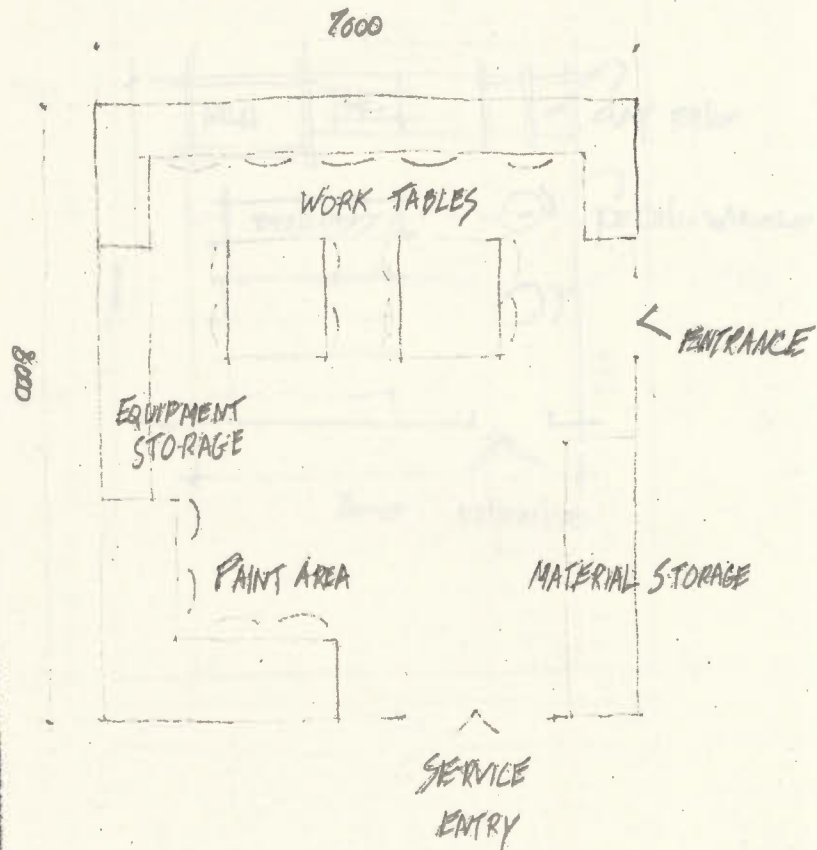 7000
WORK TABLES
8000
ENTRANCE
EQUIPMENT
STORAGE
PAINT AREA
MATERIAL STORAGE
SERVICE
ENTRY